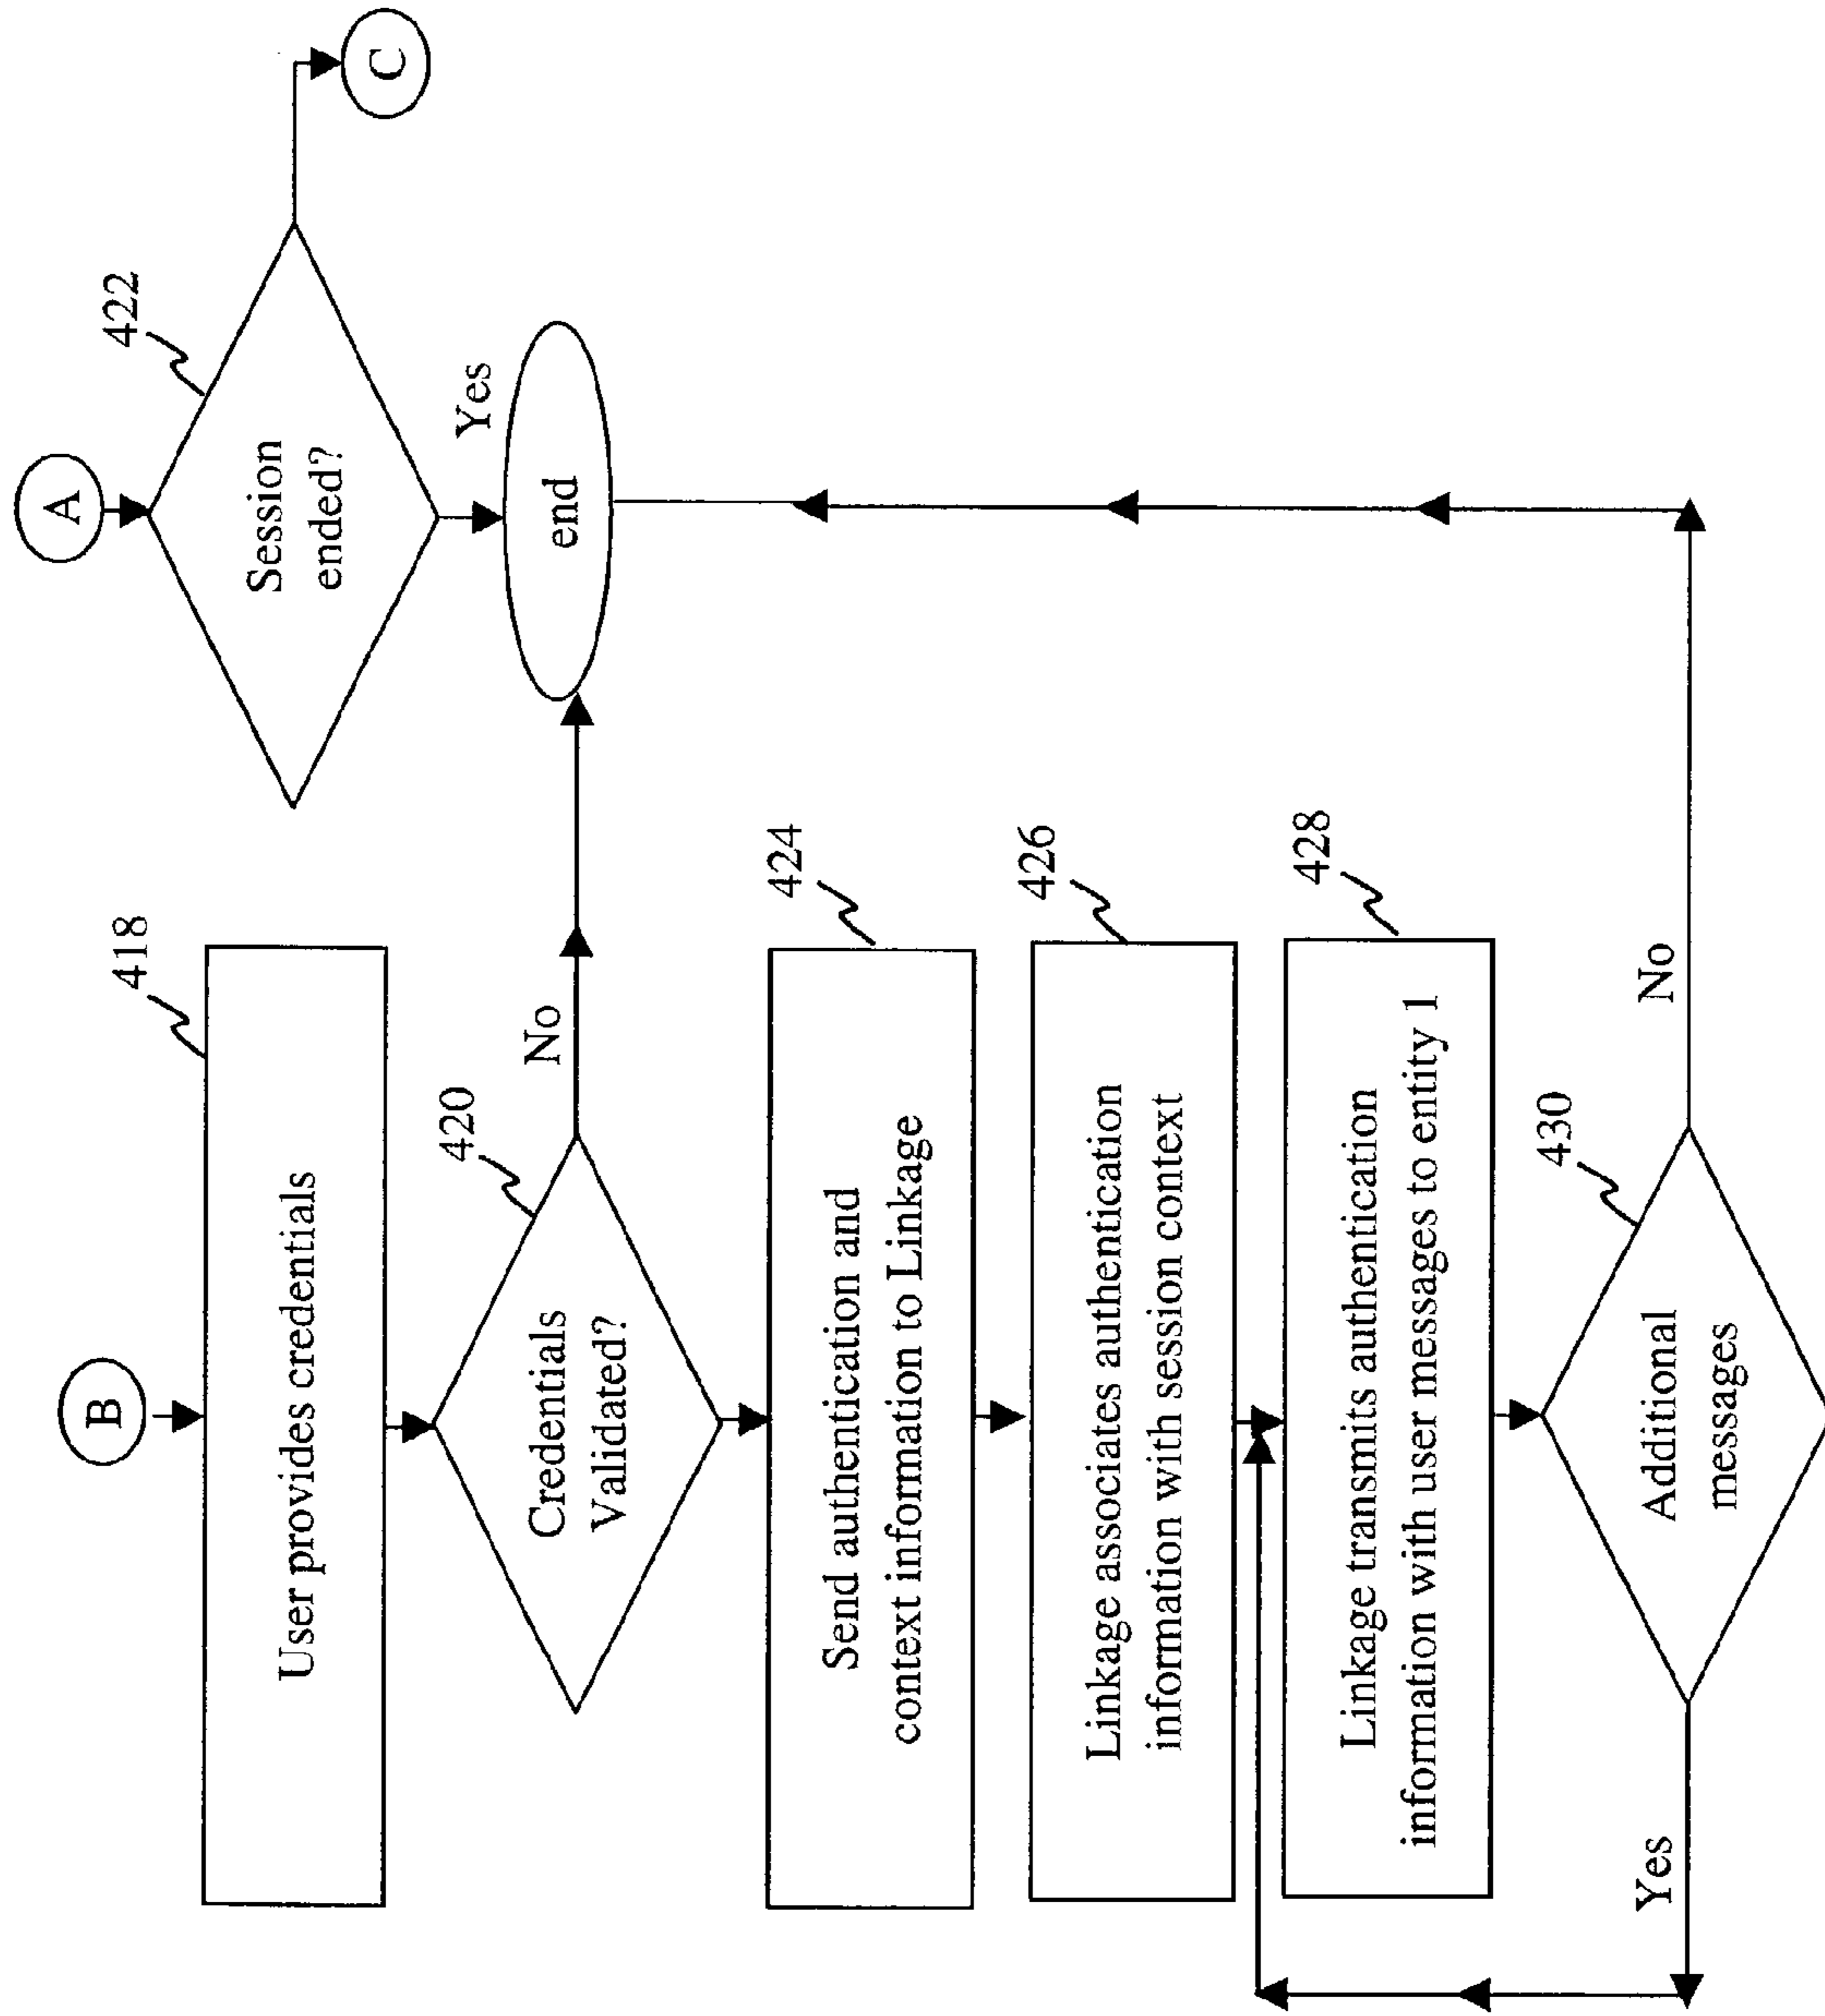 B
418
User provides credentials
420
Credentials
Validated?
No
424
Send authentication and
context information to Linkage
426
Linkage associates authentication
information with session context
428
Linkage transmits authentication
information with user messages to entity 1
430
Additional
messages
Yes
No
A
422
Session
ended?
Yes
end
C